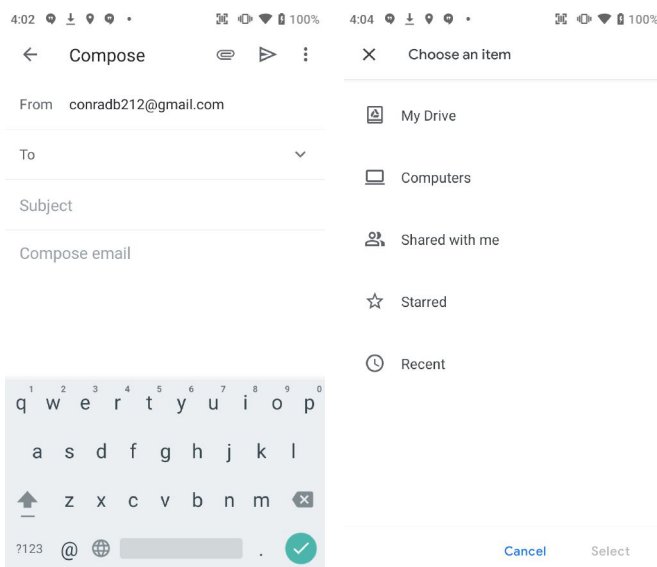 4:02
100%
Compose
From conradb212@gmail.com
To
Subject
Compose email
1 2 3 4 5 6 7 8 9 0
q w e r t y u i o p
a s d f g h j k l
z x c v b n m
?123 @ .
4:04
100%
Choose an item
My Drive
Computers
Shared with me
Starred
Recent
Cancel Select